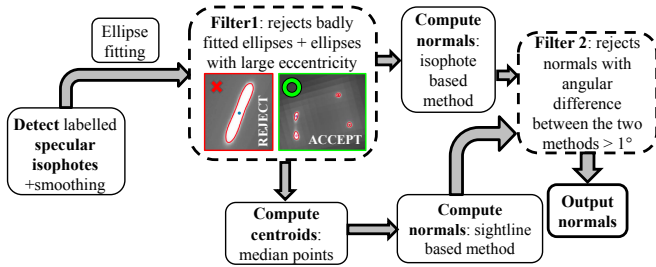 Ellipse
fitting
Detect labelled
specular
isophotes
+smoothing
Filter1: rejects badly
fitted ellipses + ellipses
with large eccentricity
REJECT
ACCEPT
Compute
normals:
isophote
based
method
Filter 2: rejects
normals with
angular
difference
between the two
methods > 1°
Compute
centroids:
median points
Compute
normals: sightline
based method
Output
normals